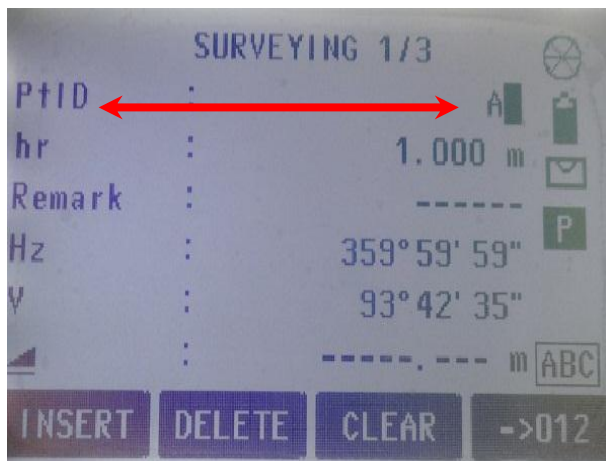 SURVEYING 1/3
PtID : A
hr : 1.000 m
Remark : ------
Hz : 359°59'59"
V : 93°42'35"
: -----.--- m ABC
P
INSERT DELETE CLEAR ->012